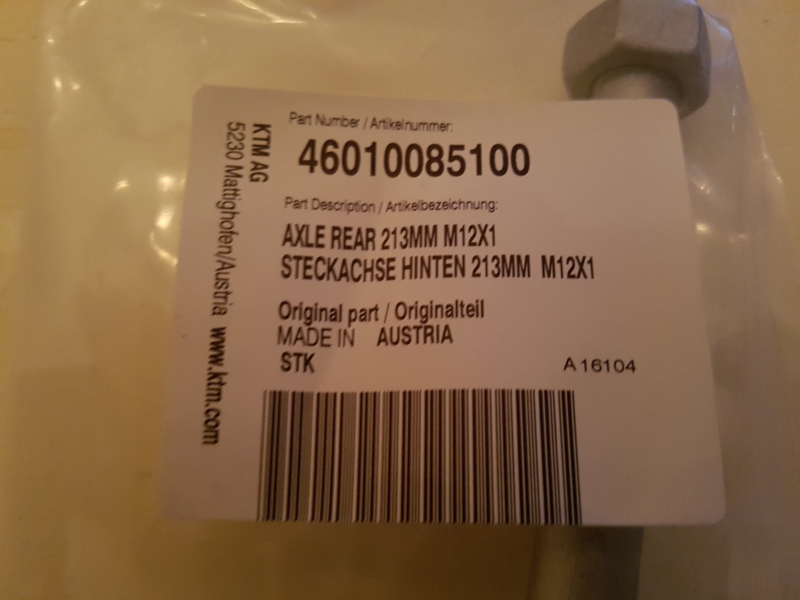 Part Number / Artikelnummer:
46010085100
Part Description / Artikelbezeichnung:
AXLE REAR 213MM M12X1
STECKACHSE HINTEN 213MM M12X1
Original part / Originalteil
MADE IN AUSTRIA
STK A 16104
KTM AG
5230 Mattighofen/Austria www.ktm.com